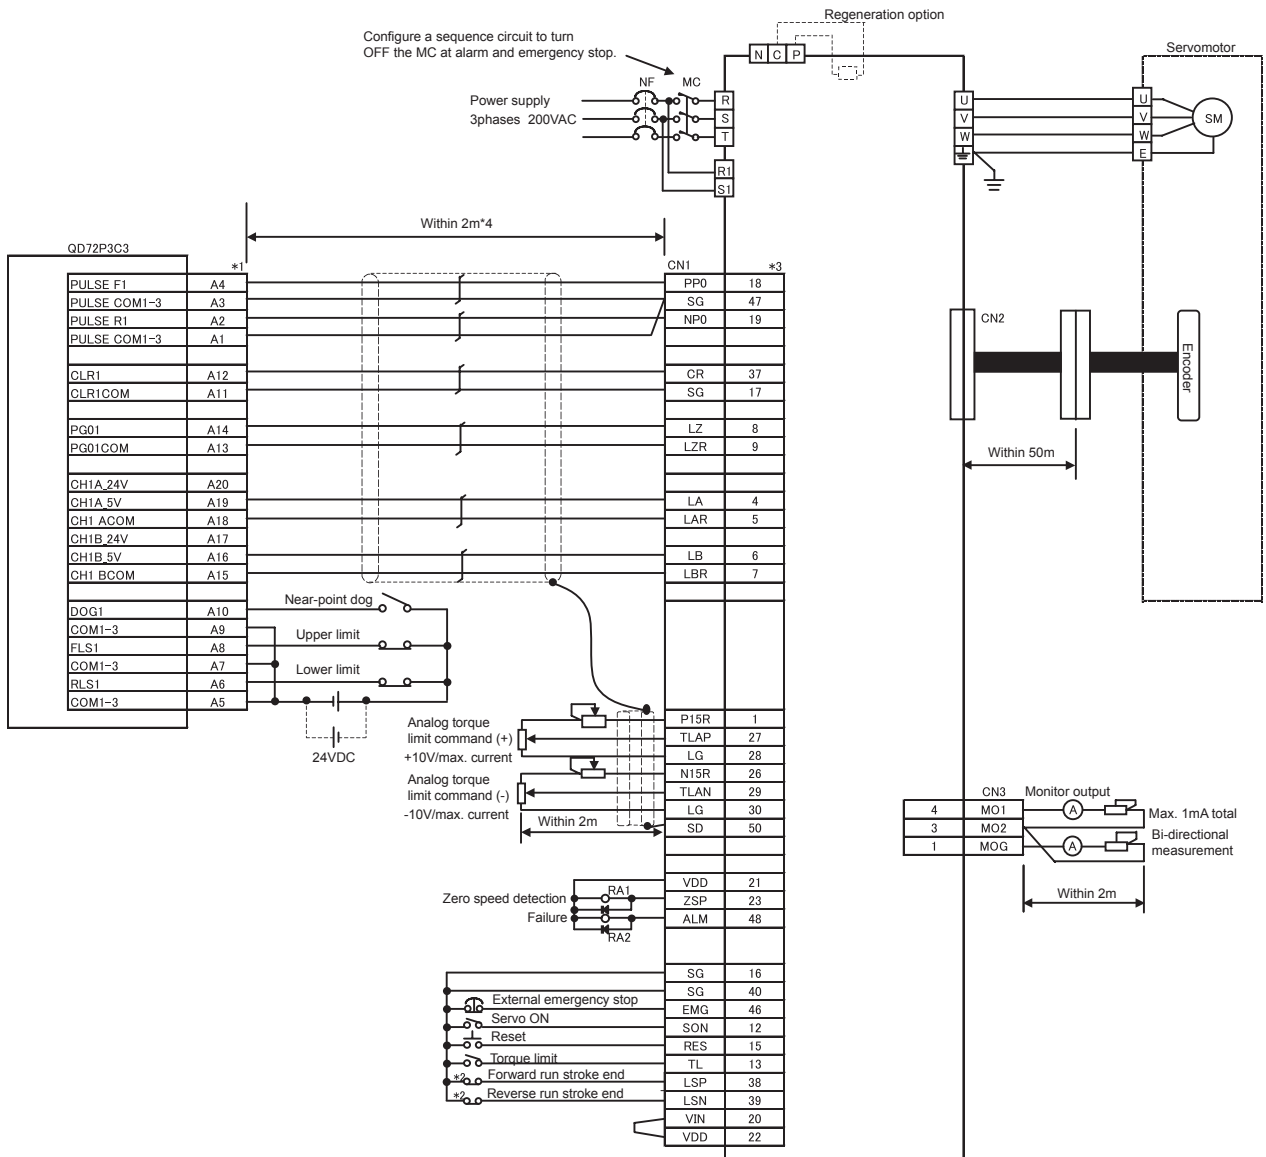 Regeneration option
Configure a sequence circuit to turn
OFF the MC at alarm and emergency stop.
N C P
Servomotor
NF MC
Power supply
3phases 200VAC
R
S
T
R1
S1
U
V
W
U
V
W
E
SM
Within 2m*4
QD72P3C3
*1
CN1 *3
PULSE F1 A4 PP0 18
PULSE COM1-3 A3 SG 47
PULSE R1 A2 NP0 19
PULSE COM1-3 A1
CLR1 A12 CR 37
CLR1COM A11 SG 17
PG01 A14 LZ 8
PG01COM A13 LZR 9
CH1A_24V A20
CH1A_5V A19 LA 4
CH1 ACOM A18 LAR 5
CH1B_24V A17
CH1B_5V A16 LB 6
CH1 BCOM A15 LBR 7
DOG1 A10 Near-point dog
COM1-3 A9
FLS1 A8 Upper limit
COM1-3 A7
RLS1 A6 Lower limit
COM1-3 A5
24VDC
CN2
Encoder
Within 50m
Analog torque
limit command (+)
+10V/max. current
Analog torque
limit command (-)
-10V/max. current
Within 2m
P15R 1
TLAP 27
LG 28
N15R 26
TLAN 29
LG 30
SD 50
CN3 Monitor output
4 MO1 A Max. 1mA total
3 MO2
1 MOG A Bi-directional
measurement
Within 2m
VDD 21
Zero speed detection RA1 ZSP 23
Failure ALM 48
RA2
SG 16
SG 40
External emergency stop EMG 46
Servo ON SON 12
Reset RES 15
Torque limit TL 13
*2 Forward run stroke end LSP 38
*2 Reverse run stroke end LSN 39
VIN 20
VDD 22